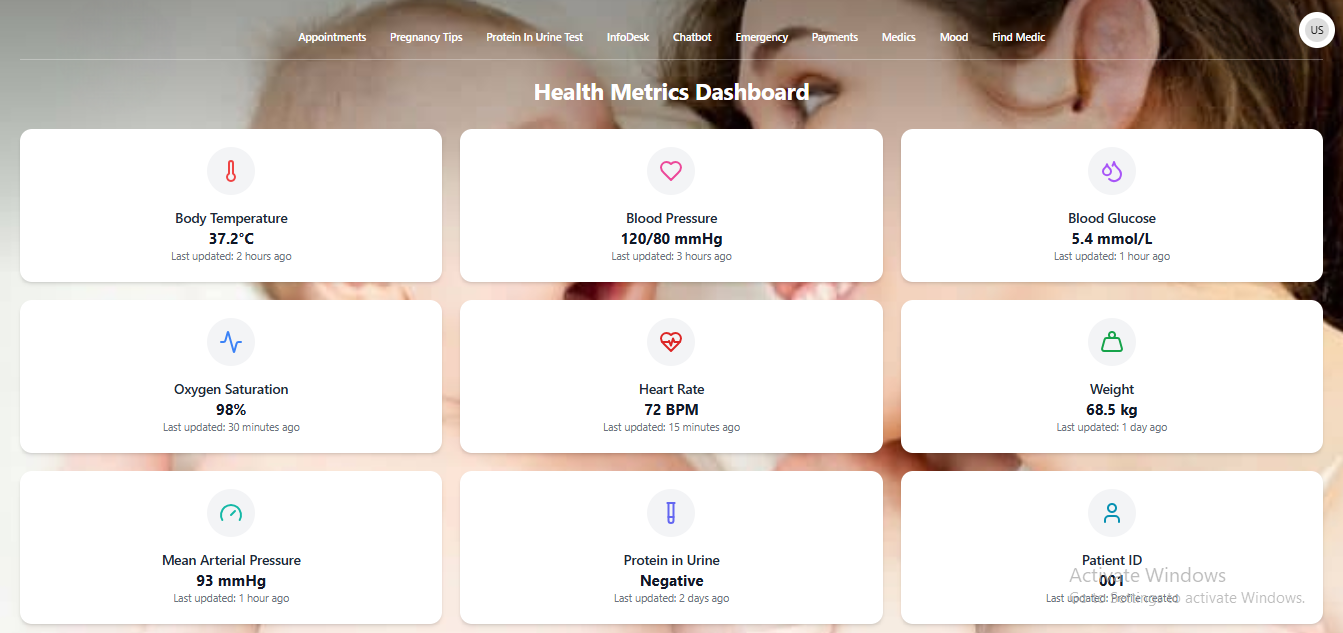 Appointments Pregnancy Tips Protein In Urine Test InfoDesk Chatbot Emergency Payments Medics Mood Find Medic US
Health Metrics Dashboard
Body Temperature
37.2°C
Last updated: 2 hours ago
Blood Pressure
120/80 mmHg
Last updated: 3 hours ago
Blood Glucose
5.4 mmol/L
Last updated: 1 hour ago
Oxygen Saturation
98%
Last updated: 30 minutes ago
Heart Rate
72 BPM
Last updated: 15 minutes ago
Weight
68.5 kg
Last updated: 1 day ago
Mean Arterial Pressure
93 mmHg
Last updated: 1 hour ago
Protein in Urine
Negative
Last updated: 2 days ago
Patient ID
001
Last updated: Profile created
Activate Windows
Go to Settings to activate Windows.